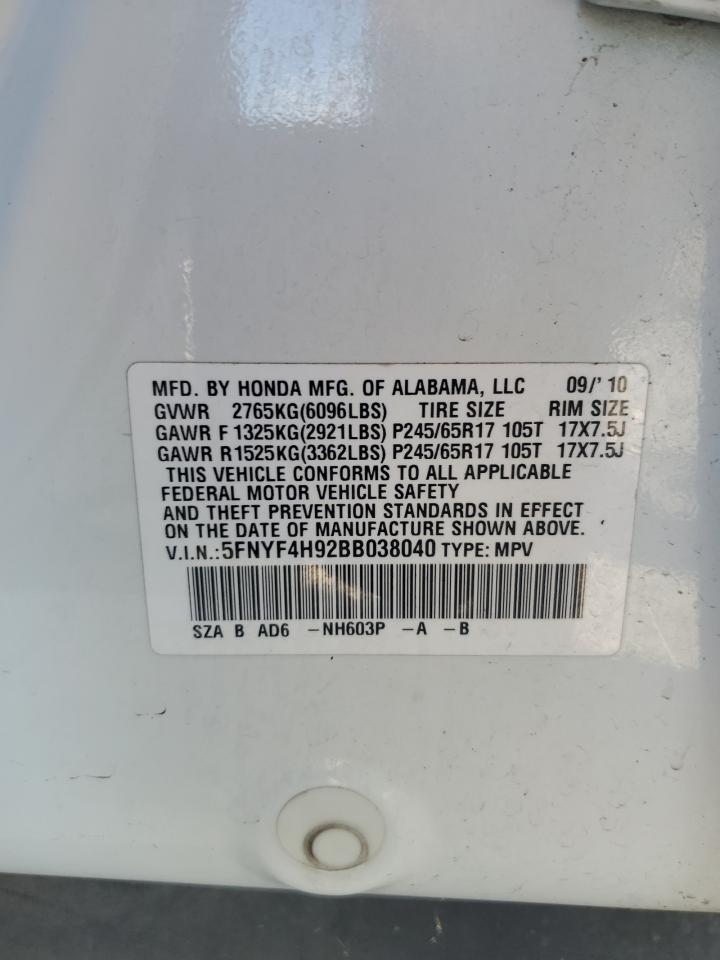 MFD. BY HONDA MFG. OF ALABAMA, LLC 09/'10
GVWR 2765KG(6096LBS) TIRE SIZE RIM SIZE
GAWR F 1325KG(2921LBS) P245/65R17 105T 17X7.5J
GAWR R1525KG(3362LBS) P245/65R17 105T 17X7.5J
THIS VEHICLE CONFORMS TO ALL APPLICABLE
FEDERAL MOTOR VEHICLE SAFETY
AND THEFT PREVENTION STANDARDS IN EFFECT
ON THE DATE OF MANUFACTURE SHOWN ABOVE.
V.I.N.:5FNYF4H92BB038040 TYPE: MPV
SZA B AD6 -NH603P -A -B